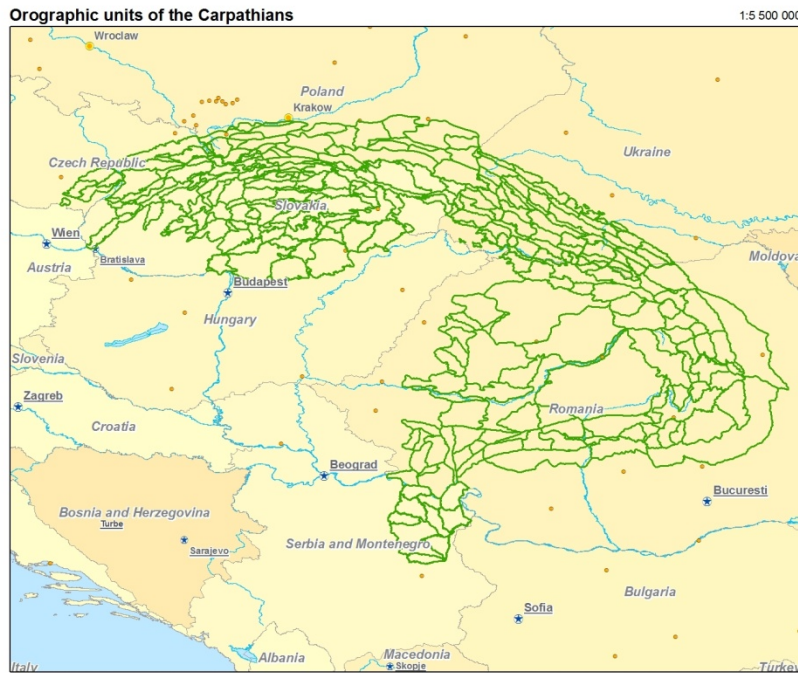 Orographic units of the Carpathians
1:5 500 000
Wroclaw
Poland
Krakow
Ukraine
Czech Republic
Slovakia
Wien
Bratislava
Austria
Moldova
Budapest
Hungary
Slovenia
Zagreb
Romania
Croatia
Beograd
Bucuresti
Bosnia and Herzegovina
Turbe
Sarajevo
Serbia and Montenegro
Bulgaria
Sofia
Albania
Macedonia
Skopje
Italy
Turkey